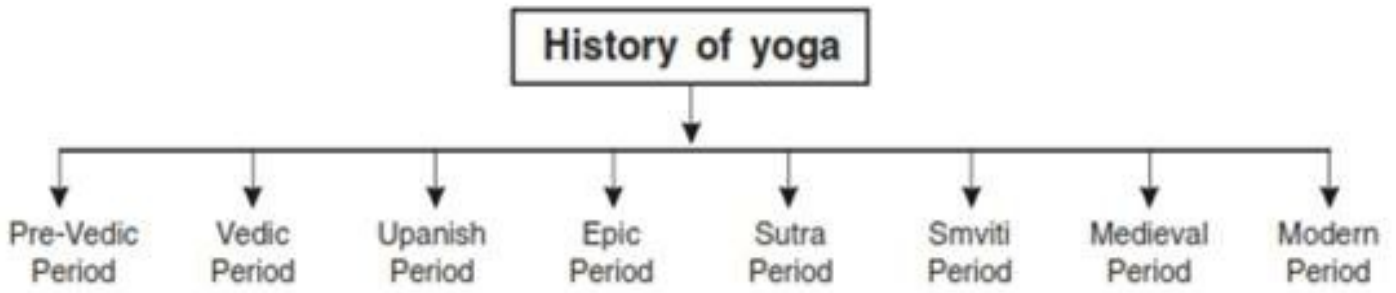 History of yoga
Pre-Vedic Period
Vedic Period
Upanish Period
Epic Period
Sutra Period
Smviti Period
Medieval Period
Modern Period